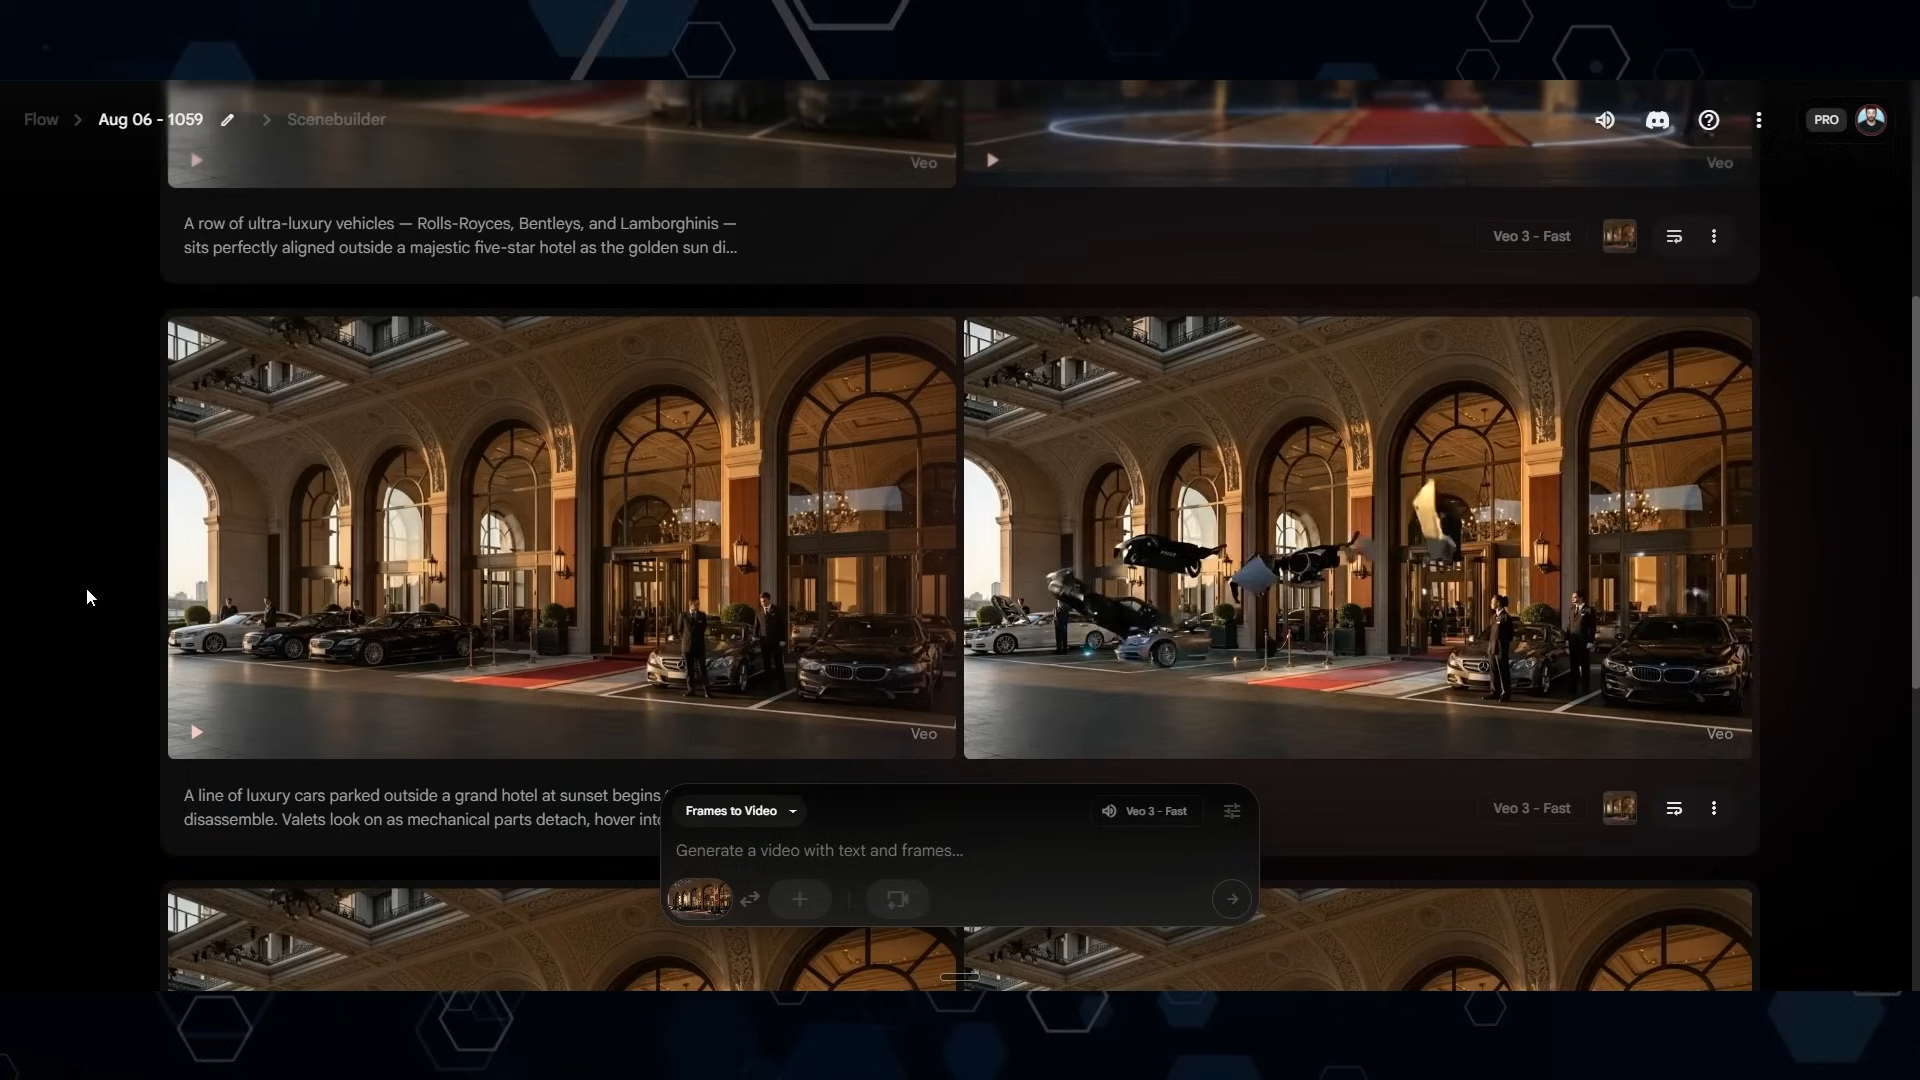 Flow > Aug 06 - 1059 > Scenebuilder
PRO
Veo
Veo
A row of ultra-luxury vehicles — Rolls-Royces, Bentleys, and Lamborghinis —
sits perfectly aligned outside a majestic five-star hotel as the golden sun di...
Veo 3 - Fast
Veo
Veo
A line of luxury cars parked outside a grand hotel at sunset begins
disassemble. Valets look on as mechanical parts detach, hover
Veo 3 - Fast
Frames to Video
Veo 3 - Fast
Generate a video with text and frames...